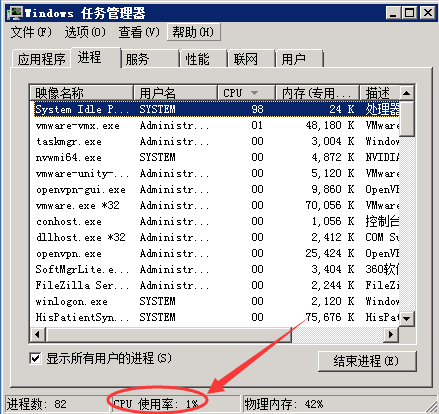 Windows 任务管理器
文件(F) 选项(O) 查看(V) 帮助(H)
应用程序 进程 服务 性能 联网 用户
映像名称 用户名 CPU 内存(专用... 描述
System Idle P... SYSTEM 98 24 K 处理器
vmware-vmx.exe Administr... 01 48,180 K VMware
taskmgr.exe Administr... 00 3,004 K Window
nvwmi64.exe SYSTEM 00 4,872 K NVIDIA
vmware-unity-... Administr... 00 5,120 K VMware
openvpn-gui.exe Administr... 00 9,860 K OpenVP
vmware.exe *32 Administr... 00 70,056 K VMware
conhost.exe Administr... 00 1,056 K 控制台
dllhost.exe *32 Administr... 00 2,412 K COM Su
openvpn.exe Administr... 00 25,424 K OpenVP
SoftMgrLite.e... Administr... 00 3,404 K 360软件
FileZilla Ser... Administr... 00 2,244 K FileZi
winlogon.exe SYSTEM 00 2,120 K Window
HisPatientSyn... SYSTEM 00 75,676 K HisPat
显示所有用户的进程(S) 结束进程(E)
进程数: 82 CPU 使用率: 1% 物理内存: 42%